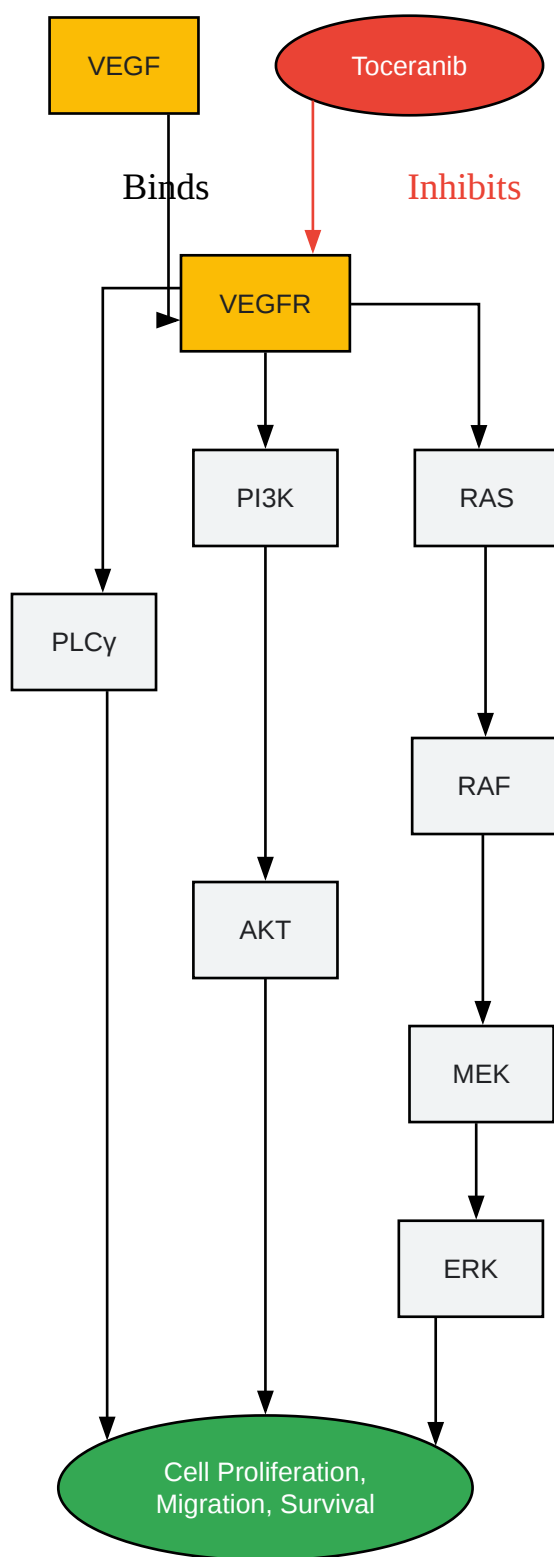 VEGF
Toceranib
Binds
Inhibits
VEGFR
PI3K
RAS
PLCγ
RAF
AKT
MEK
ERK
Cell Proliferation,
Migration, Survival